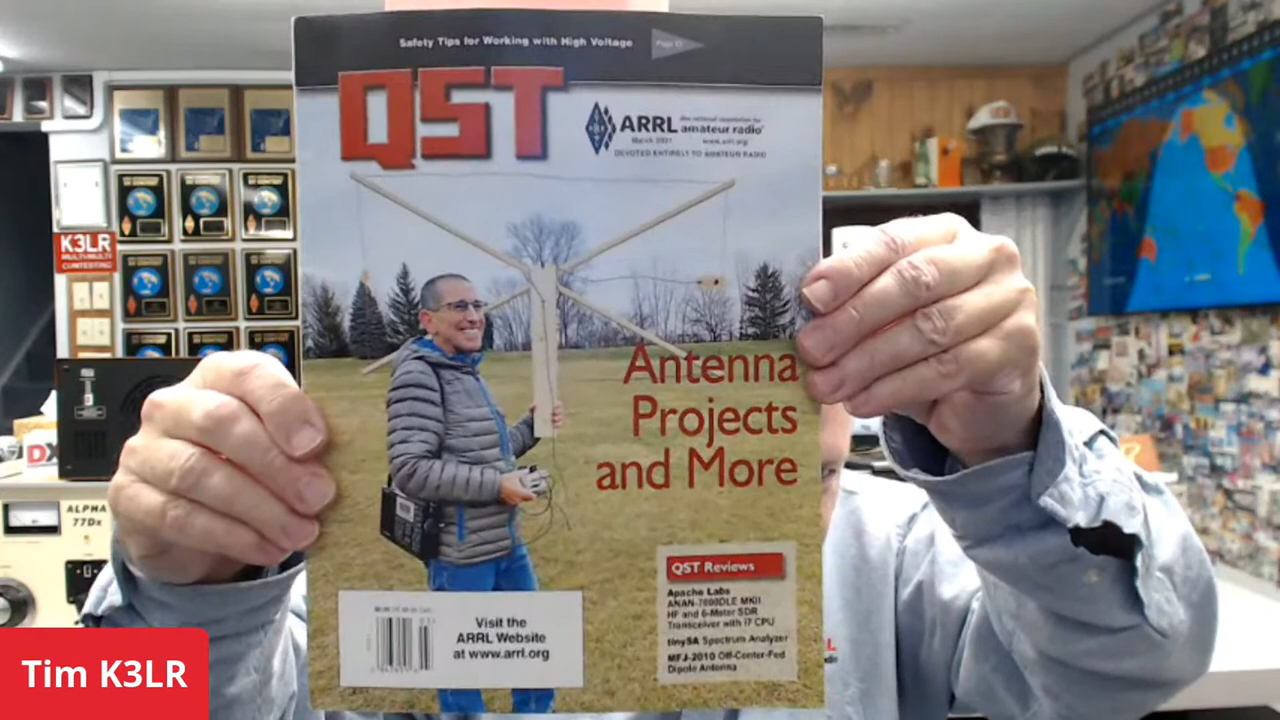 Safety Tips for Working with High Voltage
QST
ARRL The national association for
amateur radio
March 2021 www.arrl.org
DEVOTED ENTIRELY TO AMATEUR RADIO
K3LR
MULTI-MULTI
CONTESTING
Antenna
Projects
and More
DX
ALPHA
77Dx
QST Reviews
Apache Labs
ANAN-7000DLE MKII
HF and 6-Meter SDR
Transceiver with i7 CPU
tinySA Spectrum Analyzer
MFJ-2010 Off-Center-Fed
Dipole Antenna
Visit the
ARRL Website
at www.arrl.org
Tim K3LR